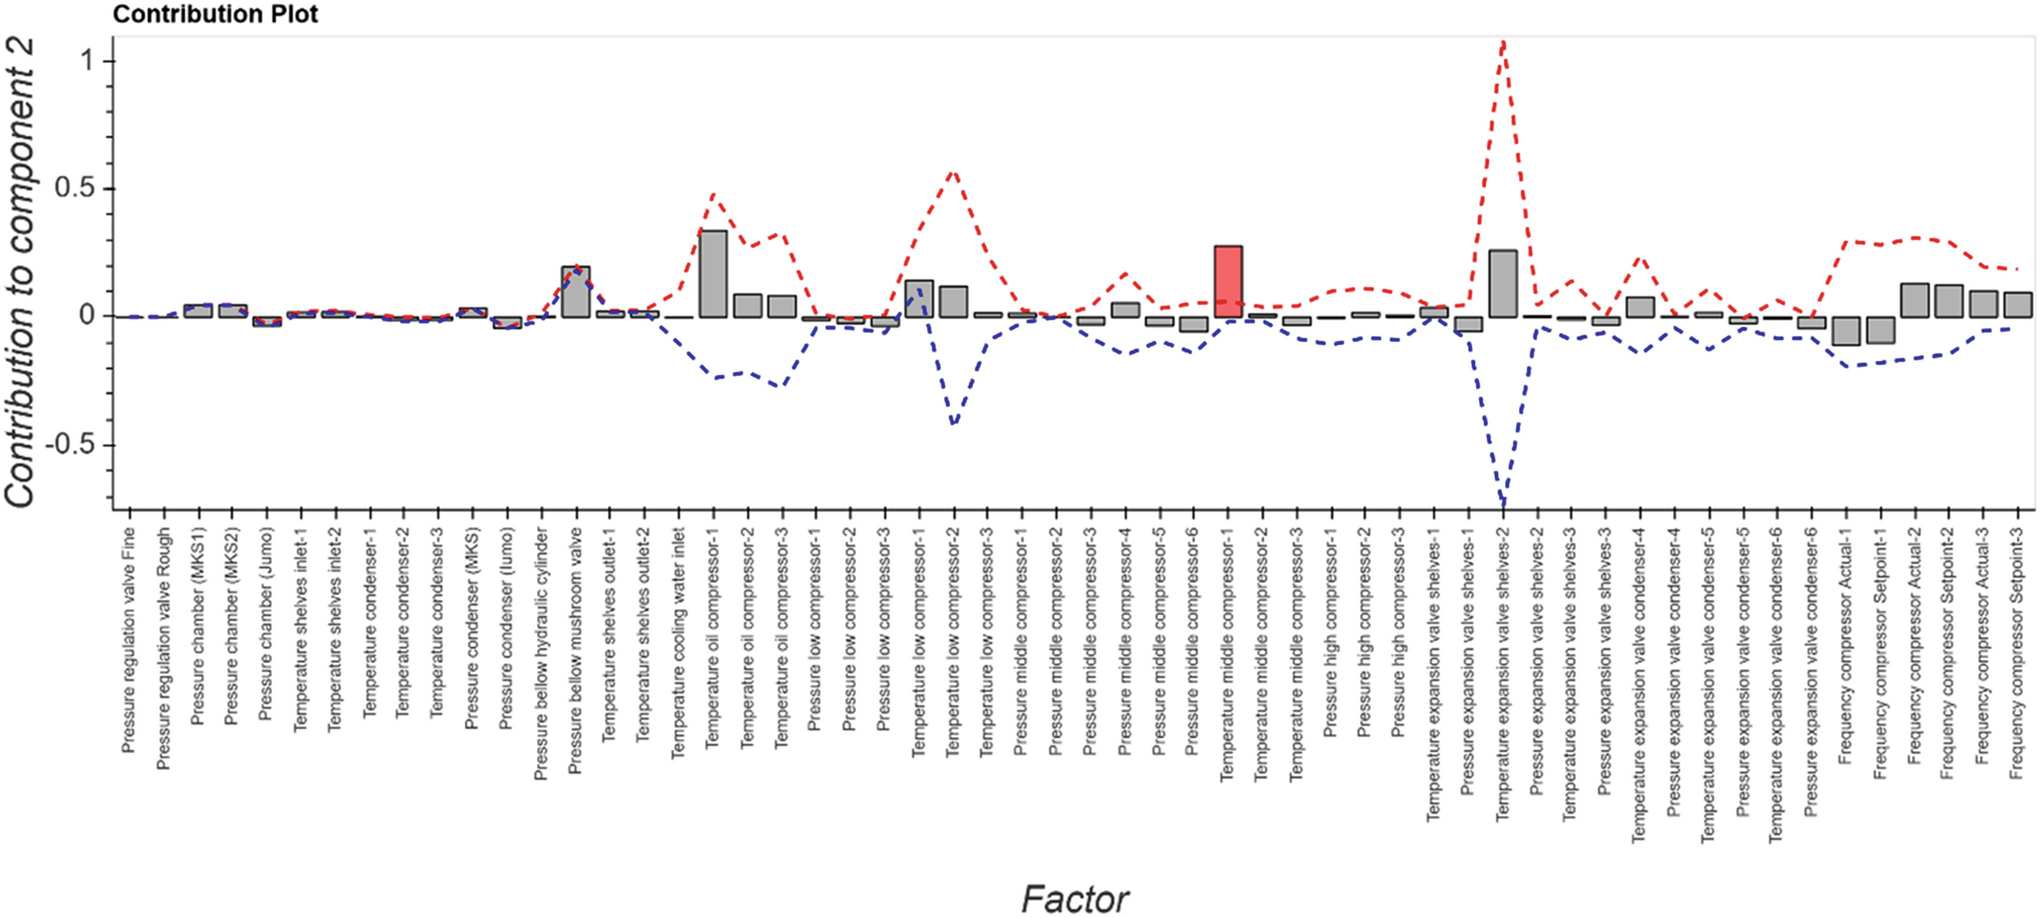 Contribution Plot
Contribution to component 2
1
0.5
0
-0.5
Pressure regulation valve Fine
Pressure regulation valve Rough
Pressure chamber (MKS1)
Pressure chamber (MKS2)
Pressure chamber (Jumo)
Temperature shelves inlet-1
Temperature shelves inlet-2
Temperature condenser-1
Temperature condenser-2
Temperature condenser-3
Pressure condenser (MKS)
Pressure condenser (Iumo)
Pressure bellow hydraulic cylinder
Pressure bellow mushroom valve
Temperature shelves outlet-1
Temperature shelves outlet-2
Temperature cooling water inlet
Temperature oil compressor-1
Temperature oil compressor-2
Temperature oil compressor-3
Pressure low compressor-1
Pressure low compressor-2
Pressure low compressor-3
Temperature low compressor-1
Temperature low compressor-2
Temperature low compressor-3
Pressure middle compressor-1
Pressure middle compressor-2
Pressure middle compressor-3
Pressure middle compressor-4
Pressure middle compressor-5
Pressure middle compressor-6
Temperature middle compressor-1
Temperature middle compressor-2
Temperature middle compressor-3
Pressure high compressor-1
Pressure high compressor-2
Pressure high compressor-3
Temperature expansion valve shelves-1
Pressure expansion valve shelves-1
Temperature expansion valve shelves-2
Pressure expansion valve shelves-2
Temperature expansion valve shelves-3
Pressure expansion valve shelves-3
Temperature expansion valve condenser-4
Pressure expansion valve condenser-4
Temperature expansion valve condenser-5
Pressure expansion valve condenser-5
Temperature expansion valve condenser-6
Pressure expansion valve condenser-6
Frequency compressor Actual-1
Frequency compressor Setpoint-1
Frequency compressor Actual-2
Frequency compressor Setpoint-2
Frequency compressor Actual-3
Frequency compressor Setpoint-3
Factor